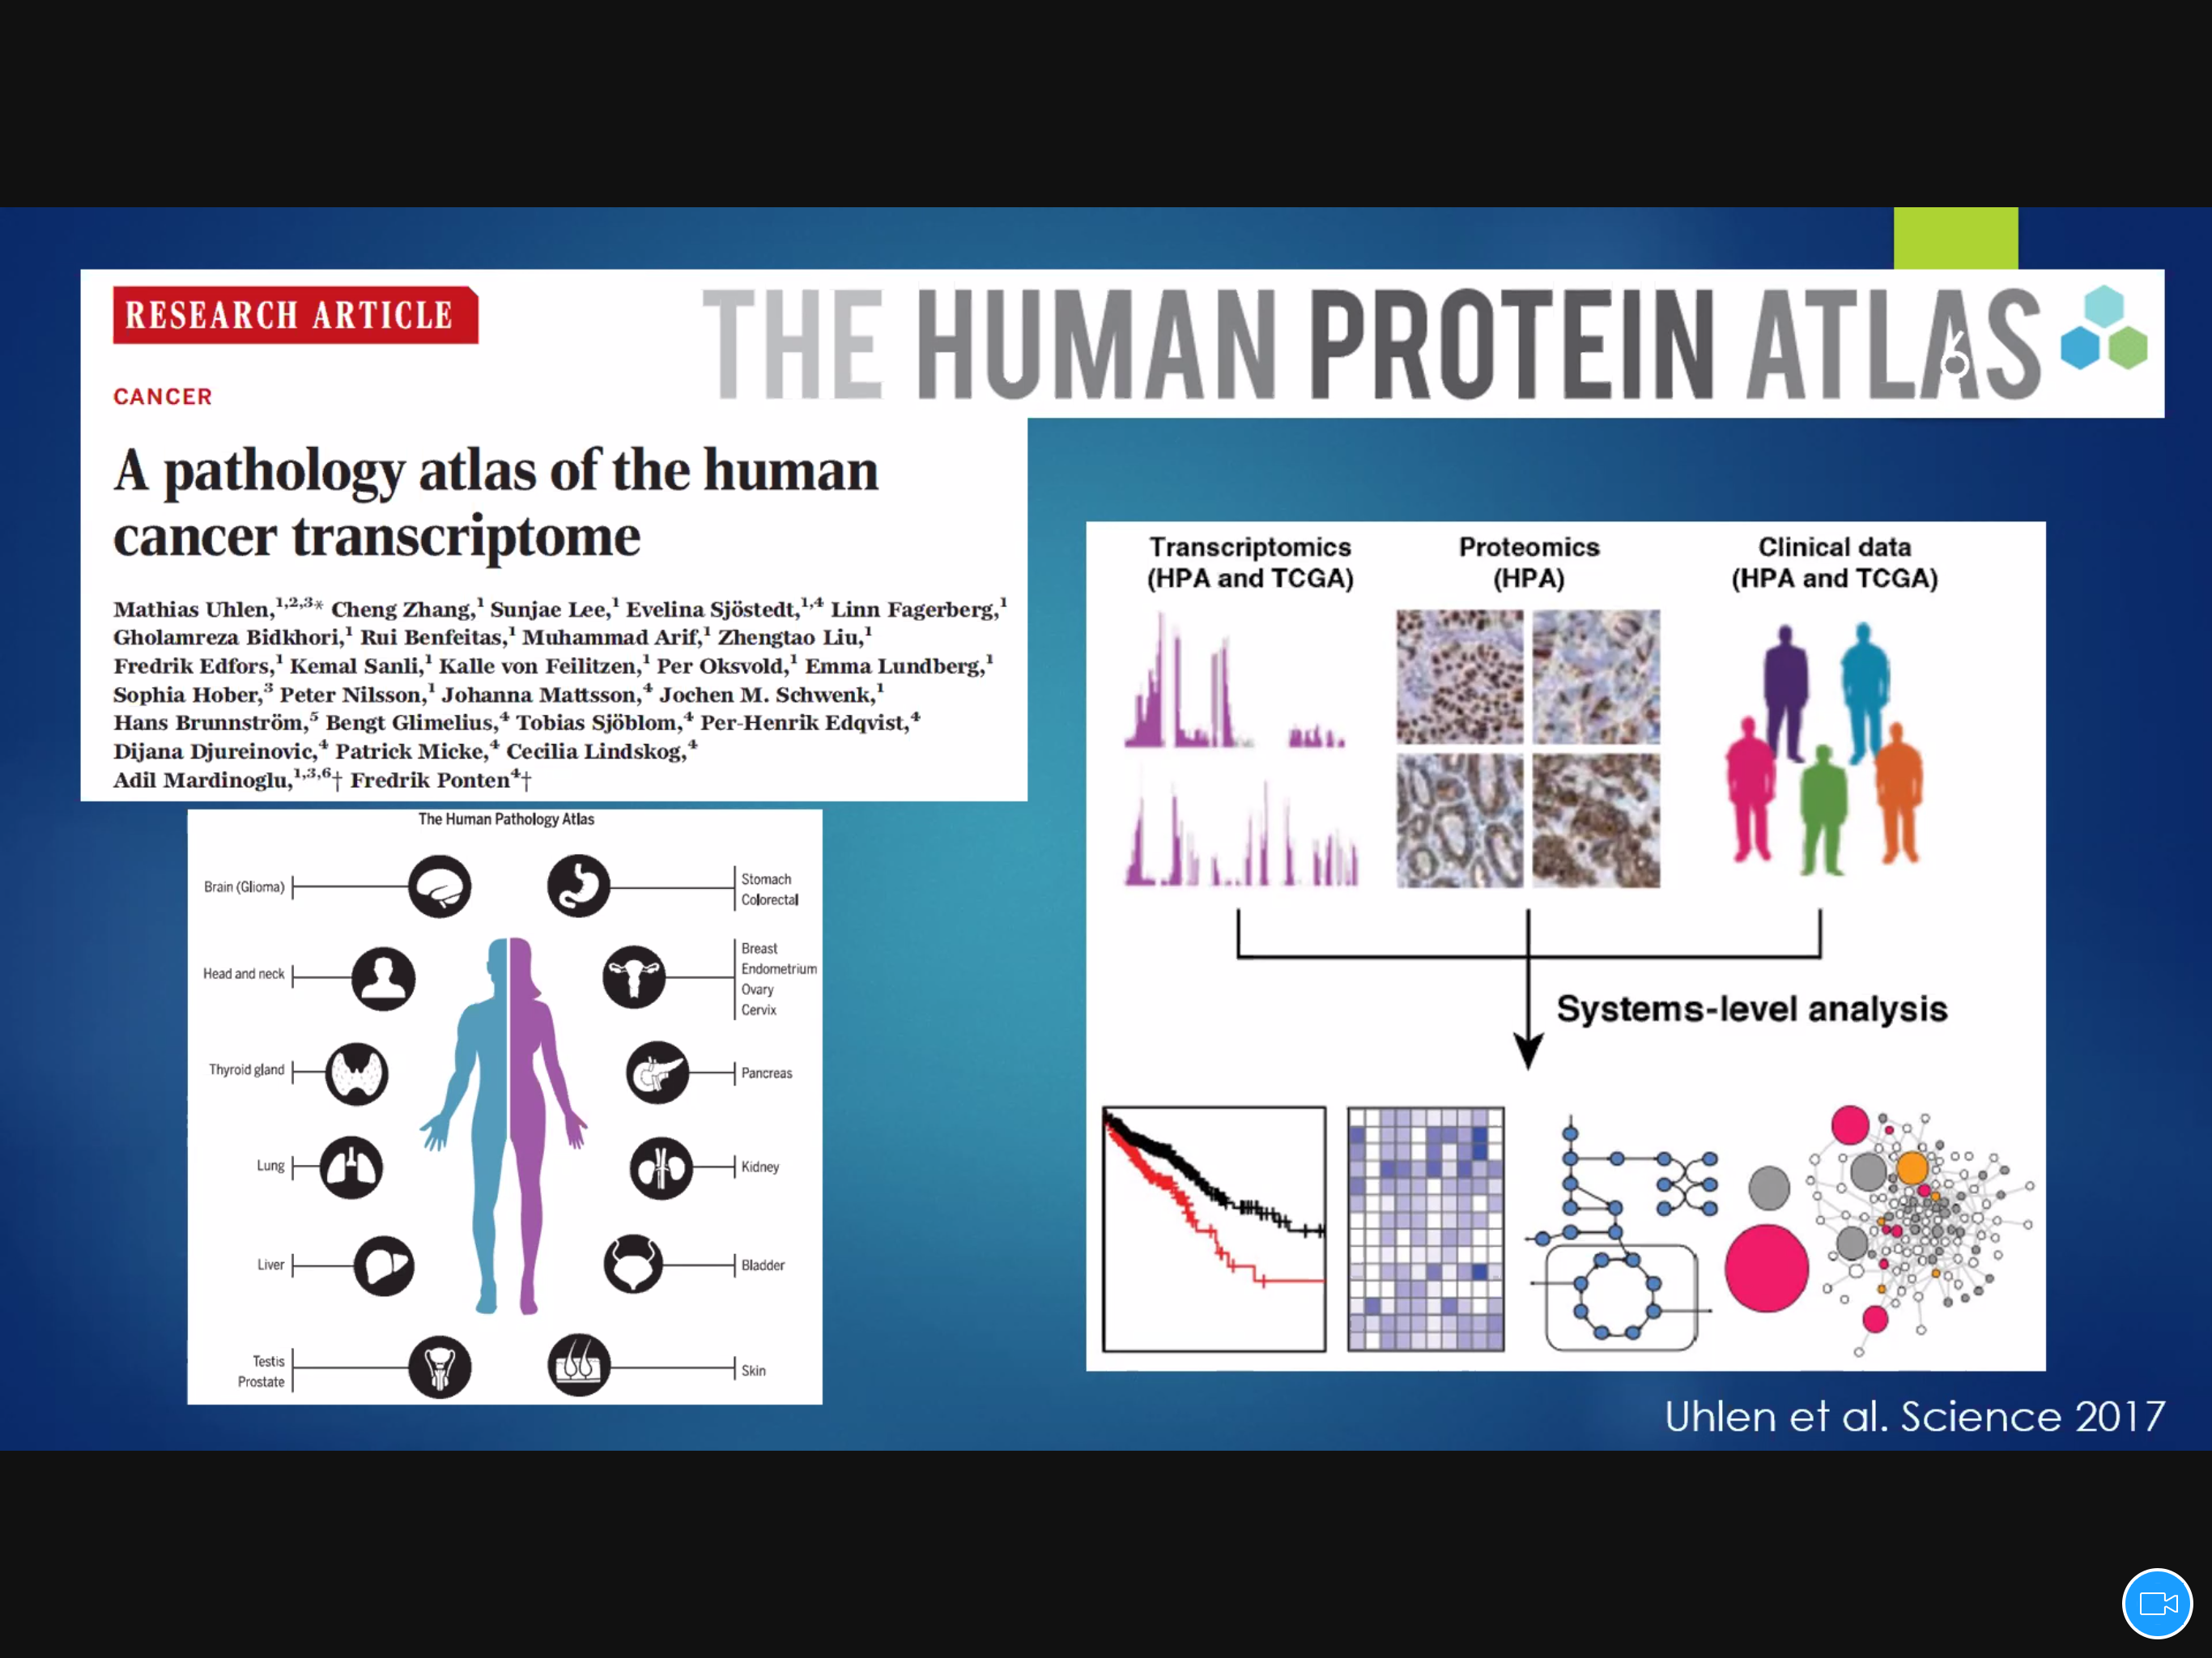 RESEARCH ARTICLE
THE HUMAN PROTEIN ATLAS
6
CANCER
A pathology atlas of the human
cancer transcriptome
Mathias Uhlen,1,2,3* Cheng Zhang,1 Sunjae Lee,1 Evelina Sjöstedt,1,4 Linn Fagerberg,1
Gholamreza Bidkhori,1 Rui Benfeitas,1 Muhammad Arif,1 Zhengtao Liu,1
Fredrik Edfors,1 Kemal Sanli,1 Kalle von Feilitzen,1 Per Oksvold,1 Emma Lundberg,1
Sophia Hober,3 Peter Nilsson,1 Johanna Mattsson,4 Jochen M. Schwenk,1
Hans Brunnström,5 Bengt Glimelius,4 Tobias Sjöblom,4 Per-Henrik Edqvist,4
Dijana Djureinovic,4 Patrick Micke,4 Cecilia Lindskog,4
Adil Mardinoglu,1,3,6† Fredrik Ponten4†
The Human Pathology Atlas
Brain (Glioma)
Head and neck
Thyroid gland
Lung
Liver
Testis
Prostate
Stomach
Colorectal
Breast
Endometrium
Ovary
Cervix
Pancreas
Kidney
Bladder
Skin
Transcriptomics
(HPA and TCGA)
Proteomics
(HPA)
Clinical data
(HPA and TCGA)
Systems-level analysis
Uhlen et al. Science 2017